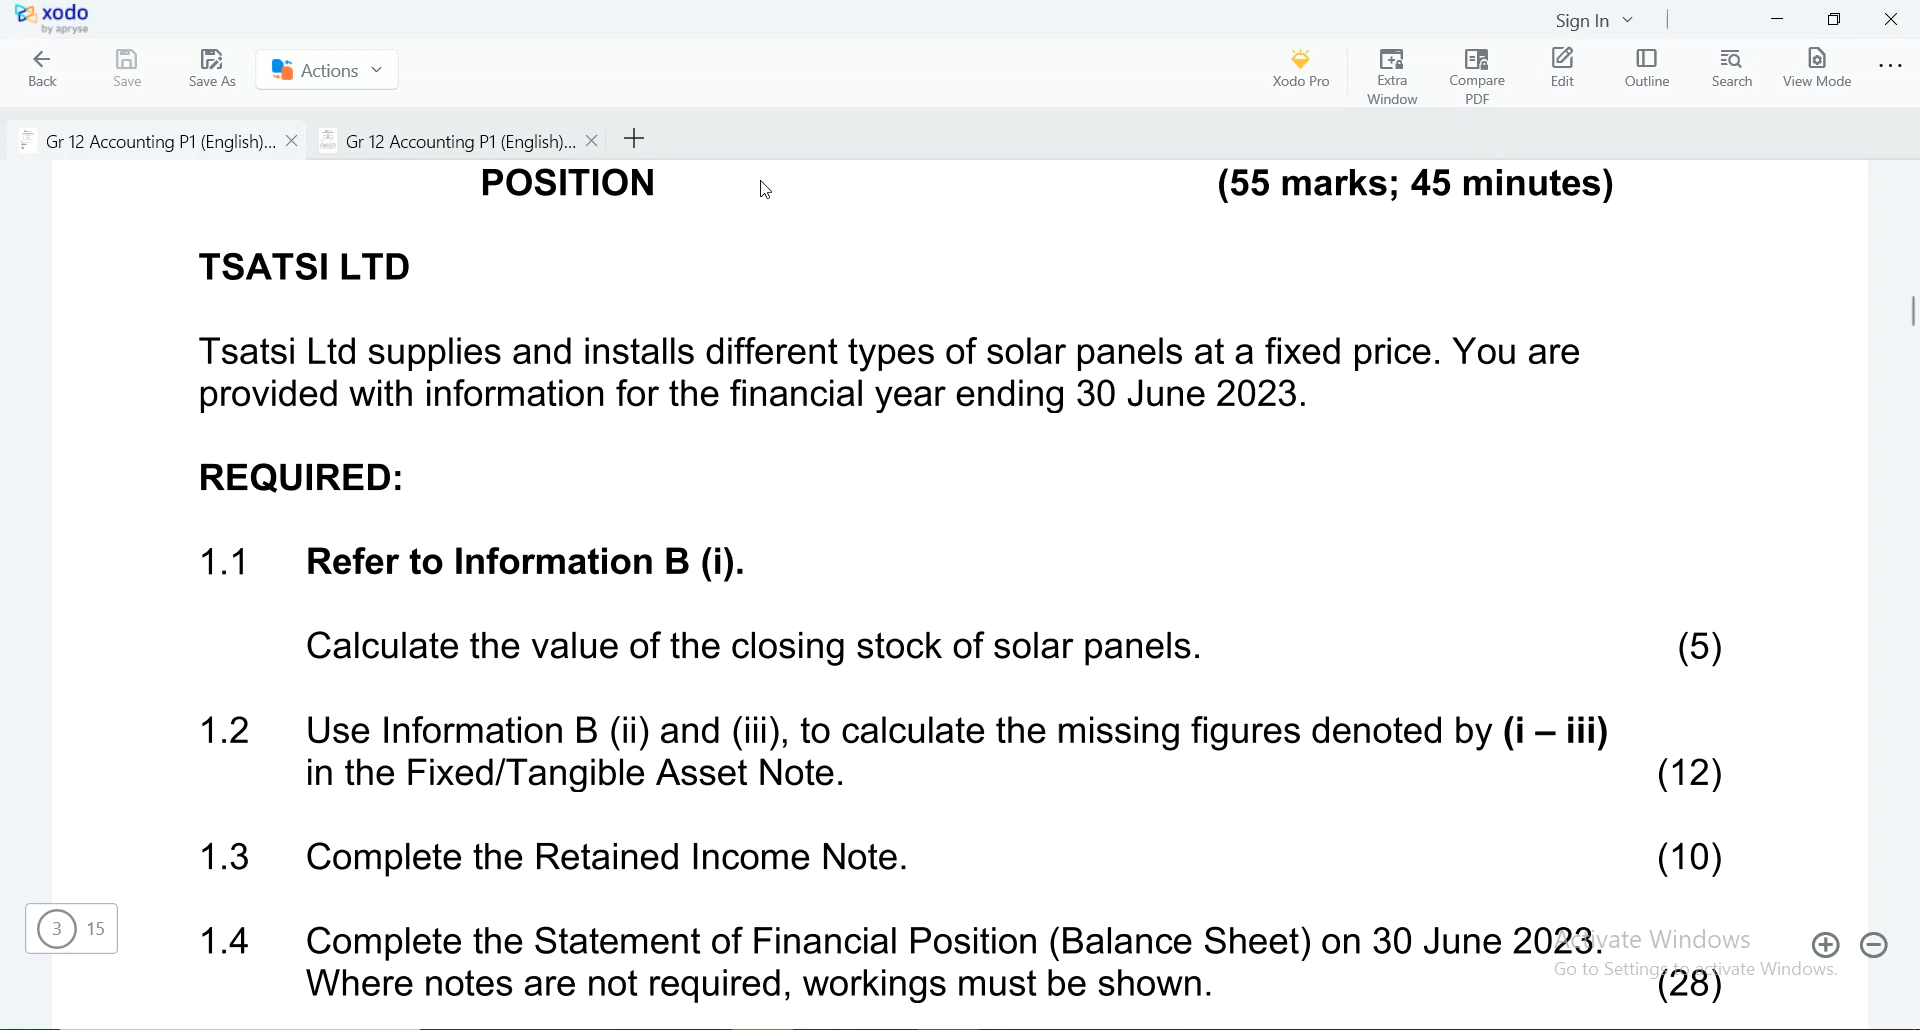 xodo
by apryse
Sign In
Back
Save
Save As
Actions
Xodo Pro
Extra
Window
Compare
PDF
Edit
Outline
Search
View Mode
Gr 12 Accounting P1 (English)...
Gr 12 Accounting P1 (English)...
POSITION (55 marks; 45 minutes)
TSATSI LTD
Tsatsi Ltd supplies and installs different types of solar panels at a fixed price. You are
provided with information for the financial year ending 30 June 2023.
REQUIRED:
1.1 Refer to Information B (i).
Calculate the value of the closing stock of solar panels. (5)
1.2 Use Information B (ii) and (iii), to calculate the missing figures denoted by (i – iii)
in the Fixed/Tangible Asset Note. (12)
1.3 Complete the Retained Income Note. (10)
3 15
1.4 Complete the Statement of Financial Position (Balance Sheet) on 30 June 2023.
Where notes are not required, workings must be shown. (28)
Activate Windows
Go to Settings to activate Windows.